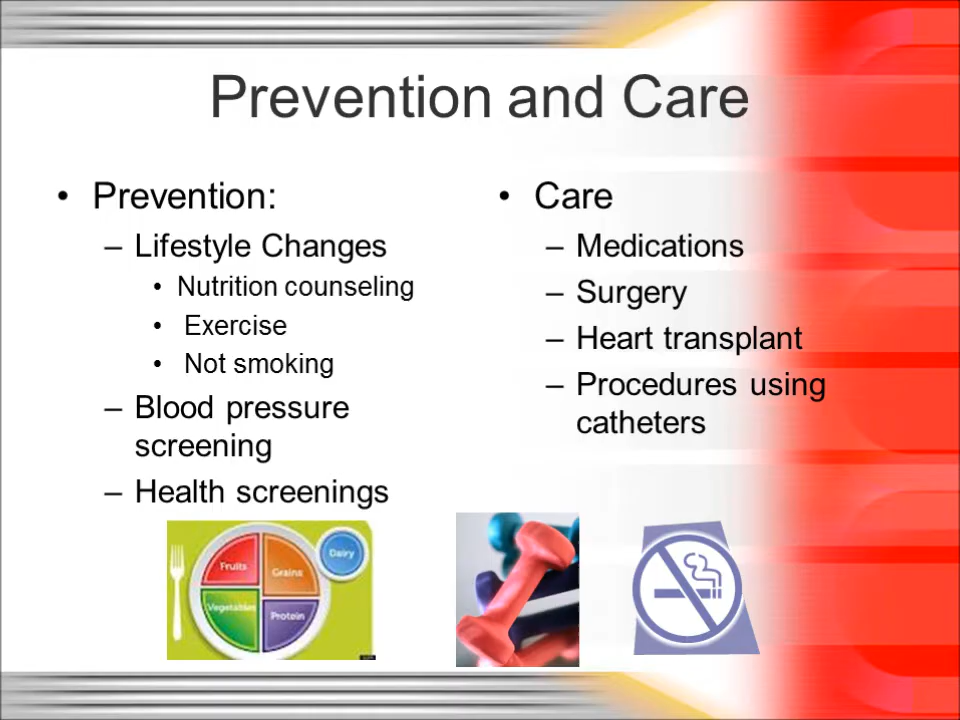 Prevention and Care
• Prevention:
– Lifestyle Changes
• Nutrition counseling
• Exercise
• Not smoking
– Blood pressure
screening
– Health screenings
• Care
– Medications
– Surgery
– Heart transplant
– Procedures using
catheters
Fruits
Grains
Dairy
Vegetables
Protein